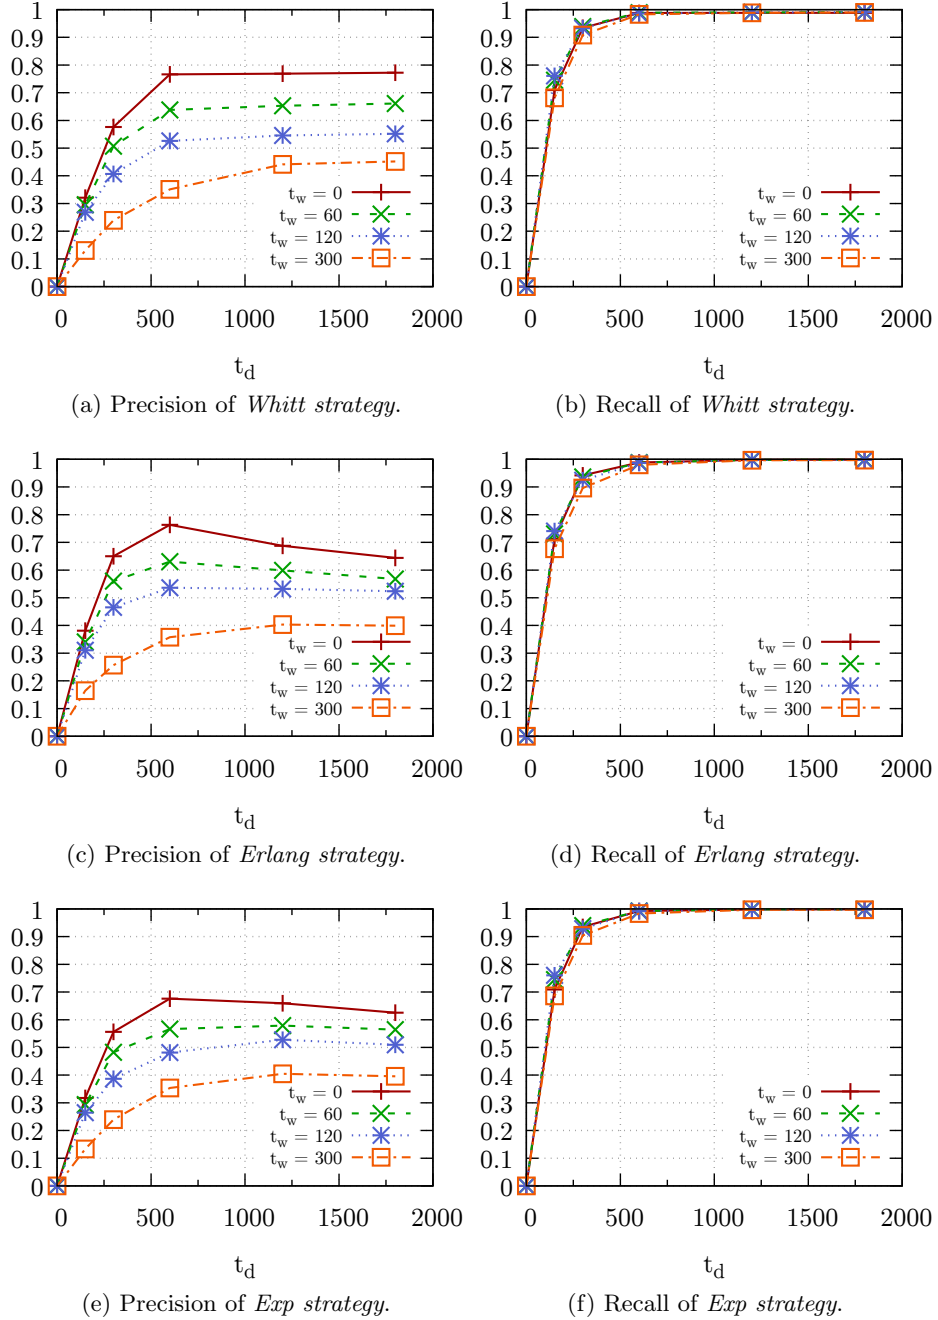 1
0.9
0.8
0.7
0.6
0.5
0.4
0.3
0.2
0.1
0
t_w = 0
t_w = 60
t_w = 120
t_w = 300
0 500 1000 1500 2000
t_d
(a) Precision of Whitt strategy.
1
0.9
0.8
0.7
0.6
0.5
0.4
0.3
0.2
0.1
0
t_w = 0
t_w = 60
t_w = 120
t_w = 300
0 500 1000 1500 2000
t_d
(b) Recall of Whitt strategy.
1
0.9
0.8
0.7
0.6
0.5
0.4
0.3
0.2
0.1
0
t_w = 0
t_w = 60
t_w = 120
t_w = 300
0 500 1000 1500 2000
t_d
(c) Precision of Erlang strategy.
1
0.9
0.8
0.7
0.6
0.5
0.4
0.3
0.2
0.1
0
t_w = 0
t_w = 60
t_w = 120
t_w = 300
0 500 1000 1500 2000
t_d
(d) Recall of Erlang strategy.
1
0.9
0.8
0.7
0.6
0.5
0.4
0.3
0.2
0.1
0
t_w = 0
t_w = 60
t_w = 120
t_w = 300
0 500 1000 1500 2000
t_d
(e) Precision of Exp strategy.
1
0.9
0.8
0.7
0.6
0.5
0.4
0.3
0.2
0.1
0
t_w = 0
t_w = 60
t_w = 120
t_w = 300
0 500 1000 1500 2000
t_d
(f) Recall of Exp strategy.